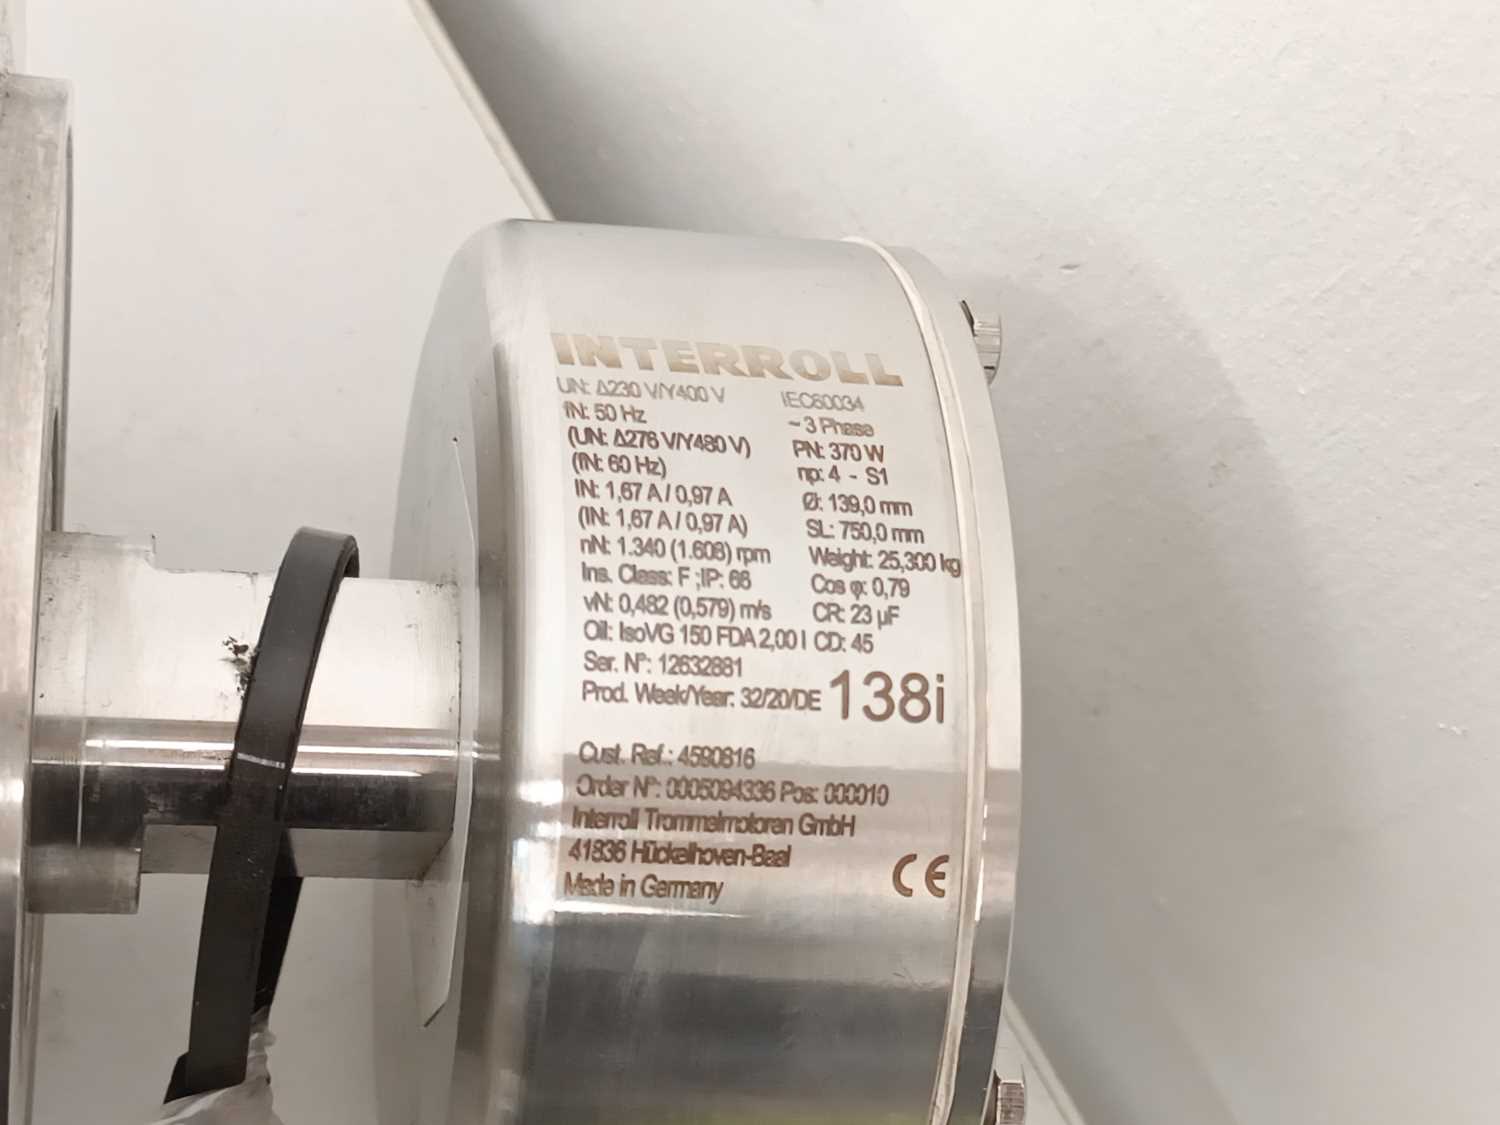 INTERROLL
UN: Δ230 V/Y400 V IEC60034
fN: 50 Hz ~ 3 Phase
(UN: Δ276 V/Y480 V) PN: 370 W
(fN: 60 Hz) np: 4 - S1
IN: 1,67 A / 0,97 A Ø: 139,0 mm
(IN: 1,67 A / 0,97 A) SL: 750,0 mm
nN: 1.340 (1.608) rpm Weight: 25,300 kg
Ins. Class: F ;IP: 66 Cos φ: 0,79
vN: 0,482 (0,579) m/s CR: 23 µF
Oil: IsoVG 150 FDA 2,00 l CD: 45
Ser. N°: 12632881
Prod. Week/Year: 32/20/DE 138i
Cust. Ref.: 4590816
Order N°: 0005094336 Pos: 000010
Interroll Trommelmotoren GmbH
41836 Hückelhoven-Baal
Made in Germany CE